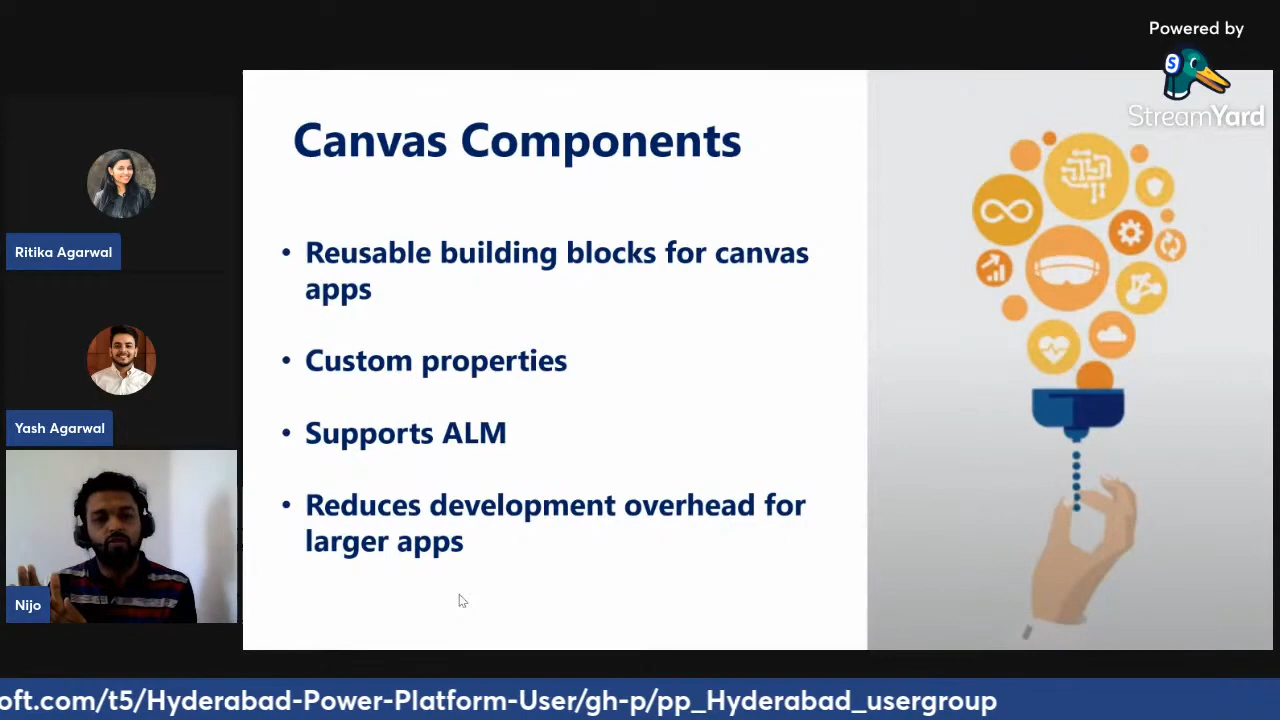 Powered by
StreamYard
Canvas Components
Ritika Agarwal
• Reusable building blocks for canvas
apps
• Custom properties
Yash Agarwal
• Supports ALM
• Reduces development overhead for
larger apps
Nijo
oft.com/t5/Hyderabad-Power-Platform-User/gh-p/pp_Hyderabad_usergroup